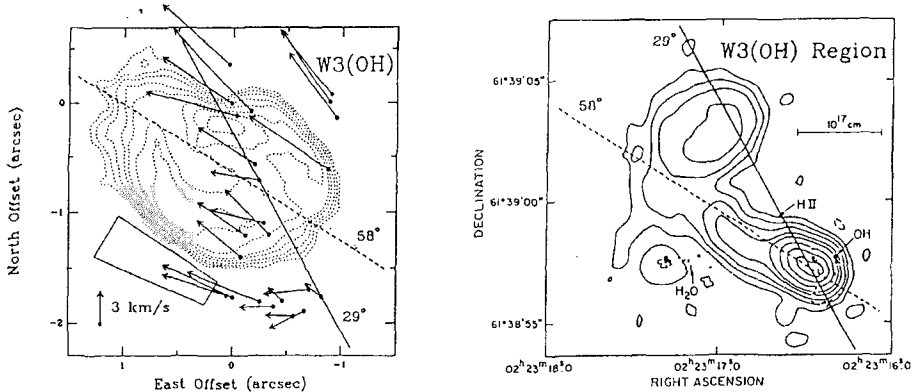 W3(OH)
0
-1
-2
58°
29°
3 km/s
1
0
-1
East Offset (arcsec)
North Offset (arcsec)
W3(OH) Region
29°
58°
10¹⁷cm
HII
OH
H₂O
61°39'05"
61°39'00"
61°38'55"
DECLINATION
02ʰ23ᵐ18ˢ0
02ʰ23ᵐ17ˢ0
02ʰ23ᵐ16ˢ0
RIGHT ASCENSION